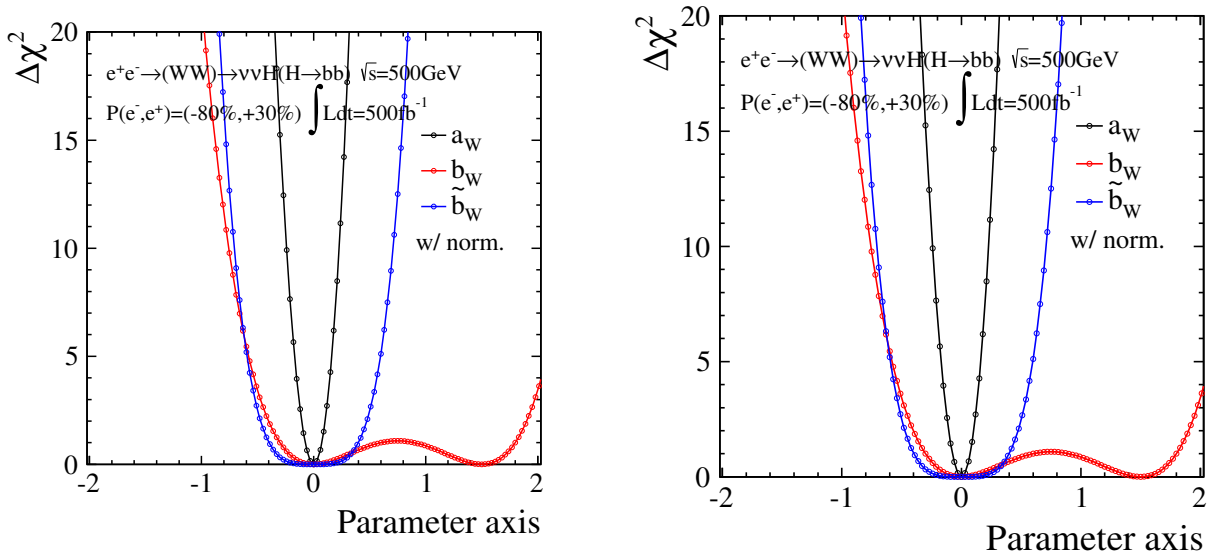 20
15
10
5
0
Δχ²
e⁺e⁻→(WW)→ννH(H→bb) √s=500GeV
P(e⁻,e⁺)=(-80%,+30%) ∫Ldt=500fb⁻¹
a_W
b_W
b̃_W
w/ norm.
-2 -1 0 1 2
Parameter axis
20
15
10
5
0
Δχ²
e⁺e⁻→(WW)→ννH(H→bb) √s=500GeV
P(e⁻,e⁺)=(-80%,+30%) ∫Ldt=500fb⁻¹
a_W
b_W
b̃_W
w/ norm.
-2 -1 0 1 2
Parameter axis